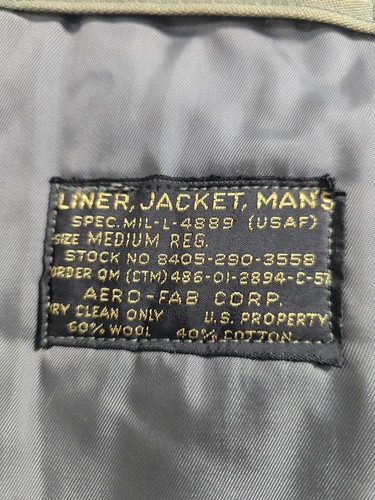 LINER, JACKET, MAN'S
SPEC. MIL-L-4889 (USAF)
SIZE MEDIUM REG.
STOCK NO 8405-290-3558
ORDER QM (CTM) 486-01-2894-C-57
AERO-FAB CORP.
DRY CLEAN ONLY U.S. PROPERTY
60% WOOL 40% COTTON